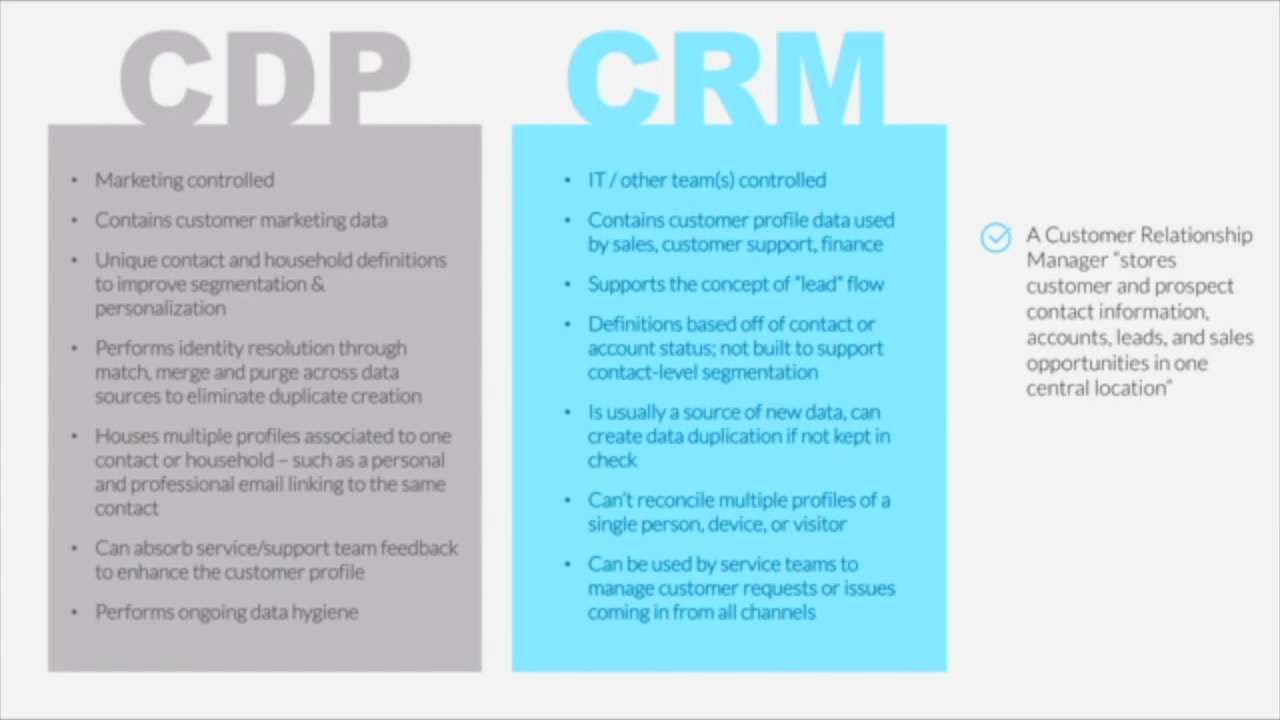 CDP
• Marketing controlled
• Contains customer marketing data
• Unique contact and household definitions
to improve segmentation &
personalization
• Performs identity resolution through
match, merge and purge across data
sources to eliminate duplicate creation
• Houses multiple profiles associated to one
contact or household – such as a personal
and professional email linking to the same
contact
• Can absorb service/support team feedback
to enhance the customer profile
• Performs ongoing data hygiene
CRM
• IT / other team(s) controlled
• Contains customer profile data used
by sales, customer support, finance
• Supports the concept of "lead" flow
• Definitions based off of contact or
account status; not built to support
contact-level segmentation
• Is usually a source of new data, can
create data duplication if not kept in
check
• Can't reconcile multiple profiles of a
single person, device, or visitor
• Can be used by service teams to
manage customer requests or issues
coming in from all channels
A Customer Relationship
Manager "stores
customer and prospect
contact information,
accounts, leads, and sales
opportunities in one
central location"